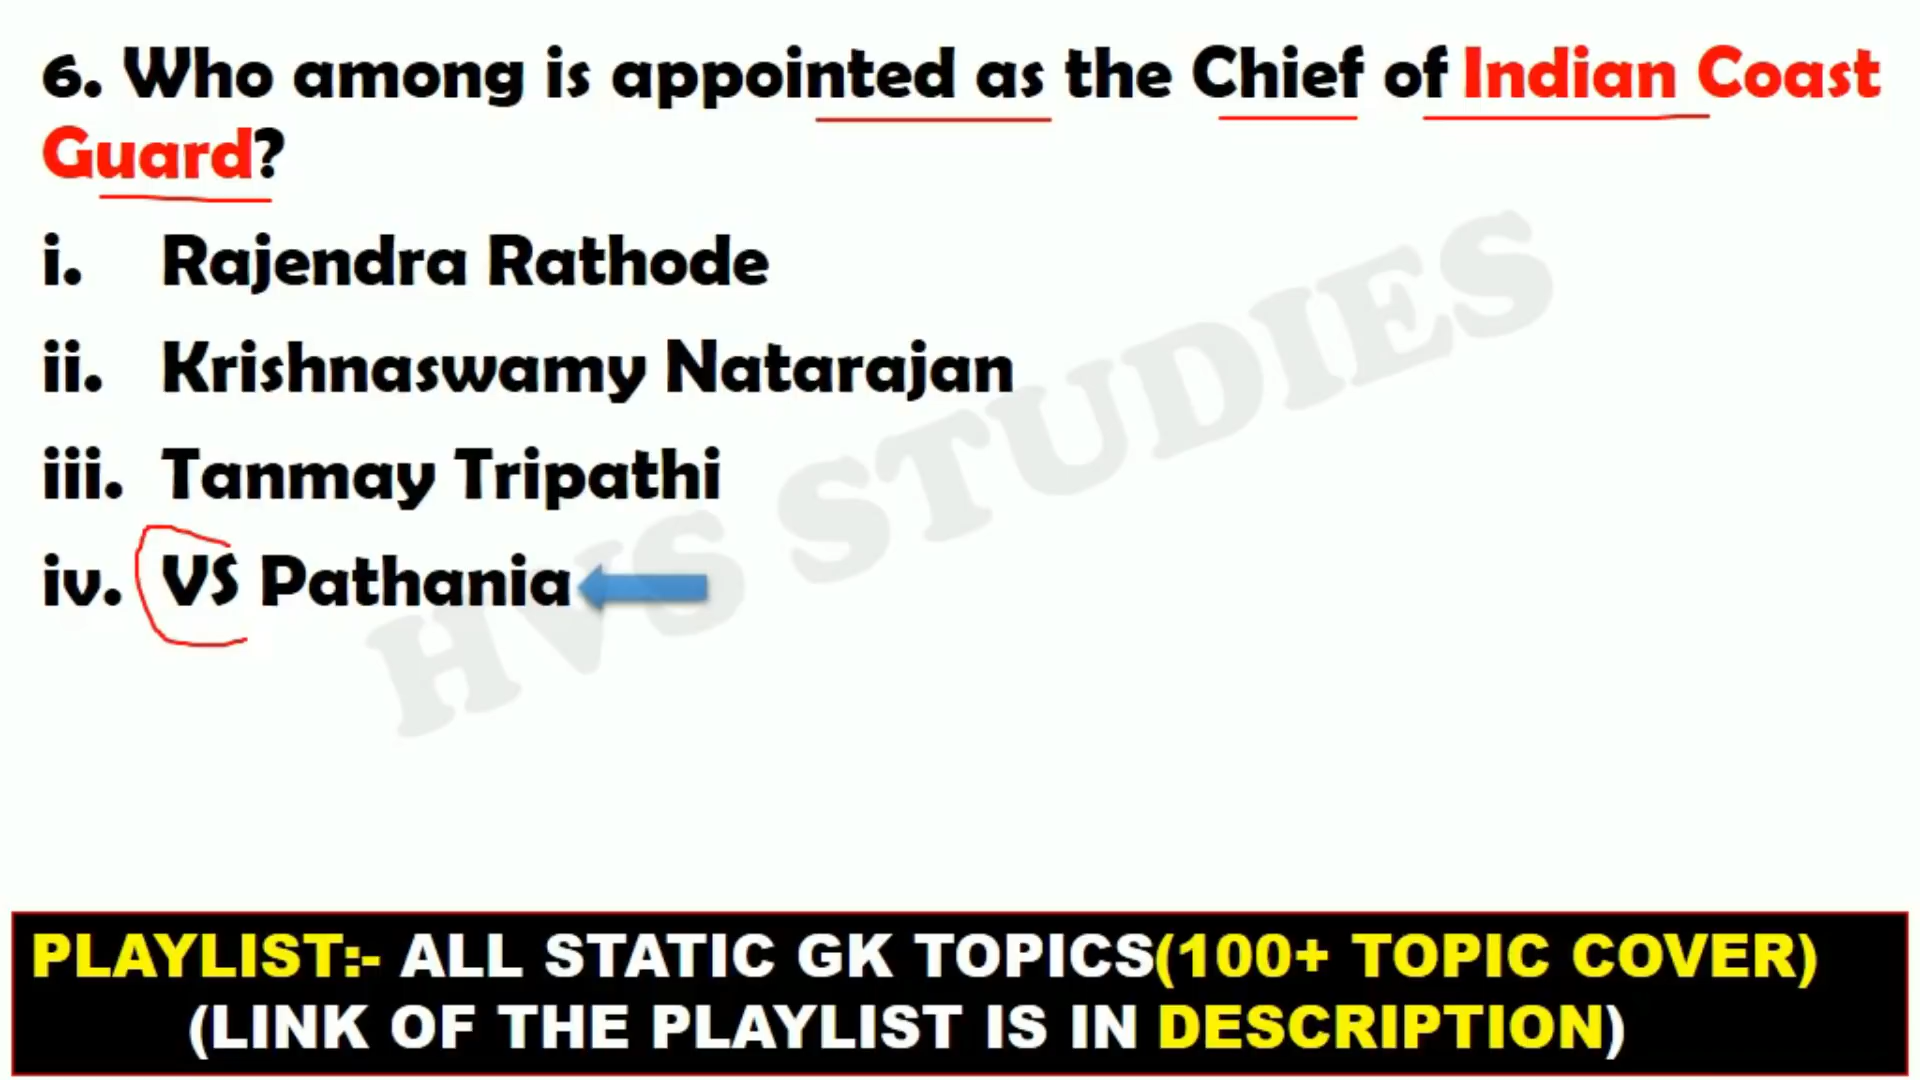 6. Who among is appointed as the Chief of Indian Coast
Guard?
i. Rajendra Rathode
ii. Krishnaswamy Natarajan
iii. Tanmay Tripathi
iv. VS Pathania
HVS STUDIES
PLAYLIST:- ALL STATIC GK TOPICS(100+ TOPIC COVER)
(LINK OF THE PLAYLIST IS IN DESCRIPTION)